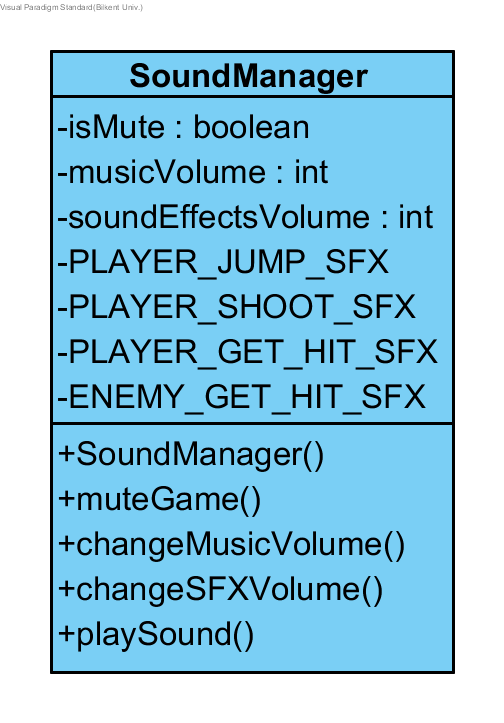 Visual Paradigm Standard(Bilkent Univ.)
SoundManager
-isMute : boolean
-musicVolume : int
-soundEffectsVolume : int
-PLAYER_JUMP_SFX
-PLAYER_SHOOT_SFX
-PLAYER_GET_HIT_SFX
-ENEMY_GET_HIT_SFX
+SoundManager()
+muteGame()
+changeMusicVolume()
+changeSFXVolume()
+playSound()